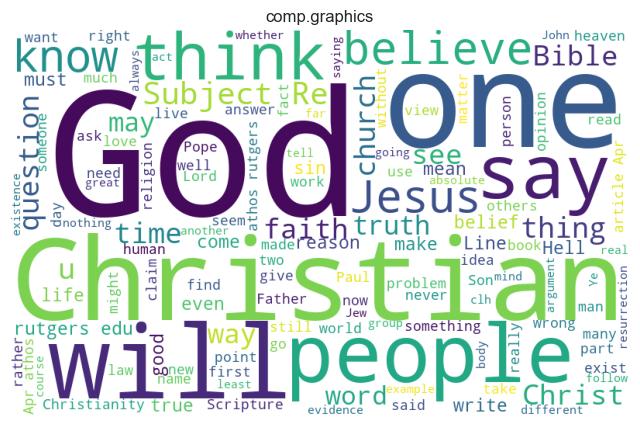 comp.graphics
want right whether John heaven
know must much always act think saying believe Bible
question someone Subject Re fact far without view matter person opinion read
God one
existence ask love may live answer church see say
need great religion Pope Lord well athos rutgers tell sin work use going mean absolute others article Apr
day nothing time human seem another faith Jesus truth belief thing
come made reason make Line book Hell real
Christian
u life might claim find even two give Father Paul now Jew problem never clh idea Son mind argument Ye man resurrection
rutgers edu good way still go world group something body really wrong many part
will people
rather Apr athos course law new name point first least word said example take exist follow
Christianity true Scripture evidence write different Christ